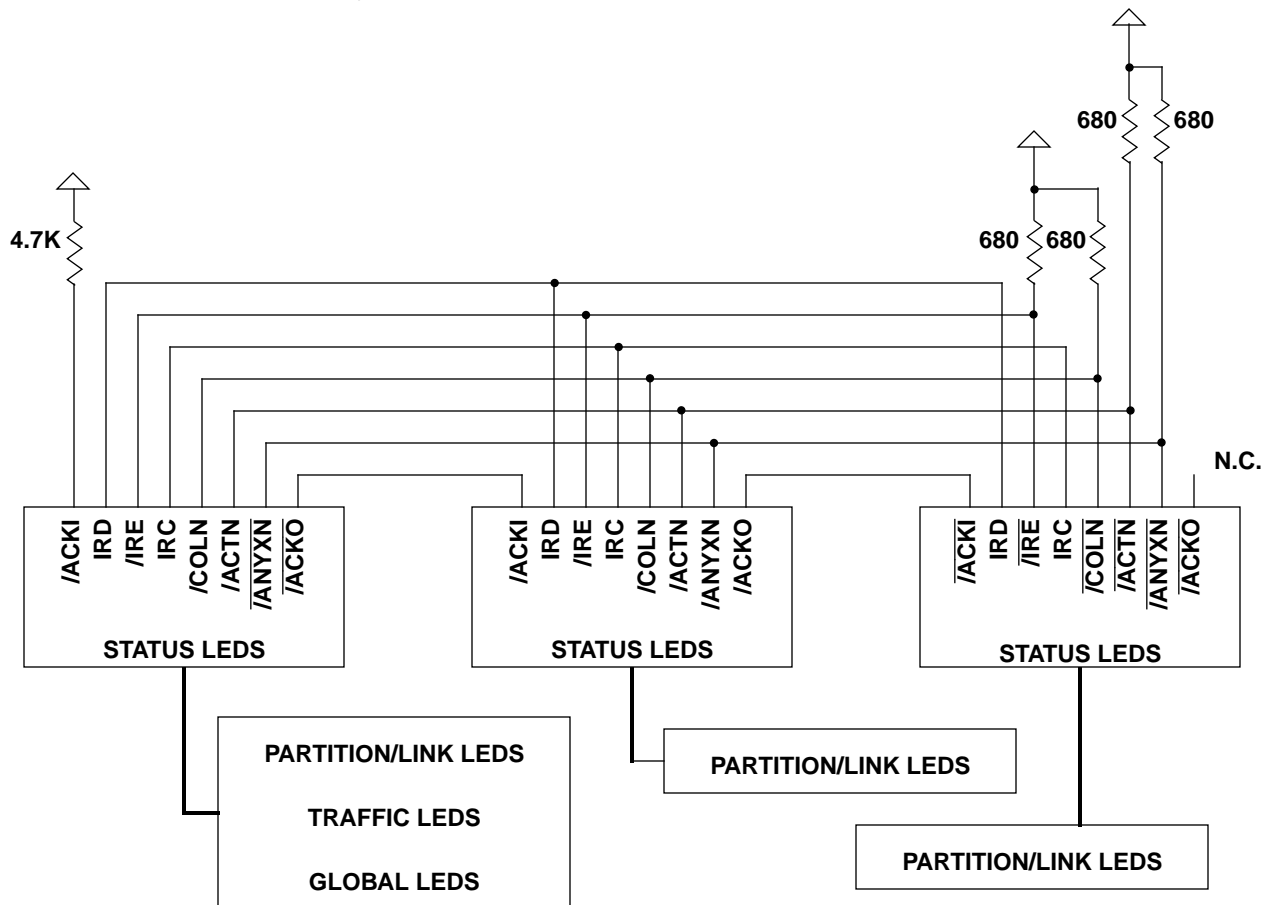 680
680
680
680
4.7K
N.C.
/ACKI
IRD
/IRE
IRC
/COLN
/ACTN
/ANYXN
/ACKO
/ACKI
IRD
/IRE
IRC
/COLN
/ACTN
/ANYXN
/ACKO
/ACKI
IRD
/IRE
IRC
/COLN
/ACTN
/ANYXN
/ACKO
STATUS LEDS
STATUS LEDS
STATUS LEDS
PARTITION/LINK LEDS
TRAFFIC LEDS
GLOBAL LEDS
PARTITION/LINK LEDS
PARTITION/LINK LEDS